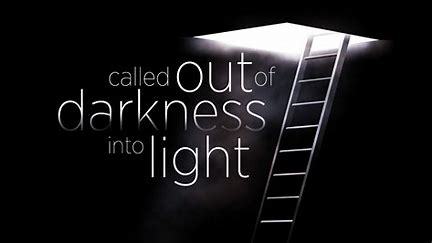 called out of
darkness
into light